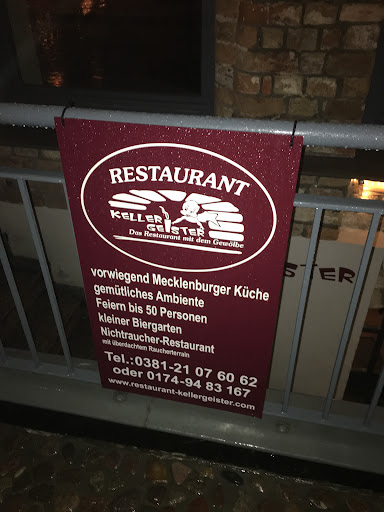 RESTAURANT
KELLER
GEISTER
Das Restaurant mit dem Gewölbe
vorwiegend Mecklenburger Küche
gemütliches Ambiente
Feiern bis 50 Personen
kleiner Biergarten
Nichtraucher-Restaurant
mit überdachtem Raucherterrain
Tel.:0381-21 07 60 62
oder 0174-94 83 167
www.restaurant-kellergeister.com
EISTER